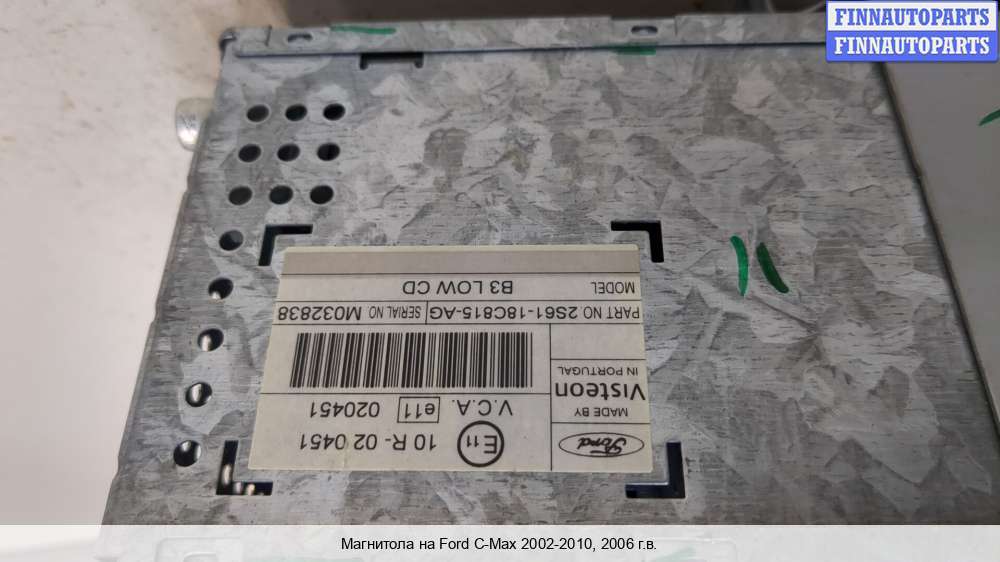 FINNAUTOPARTS
FINNAUTOPARTS
Ford
MADE BY
Visteon
IN PORTUGAL
E11 10 R - 02 0451
V.C.A. e11 020451
PART NO 2S61-18C815-AG SERIAL NO M032838
MODEL B3 LOW CD
Магнитола на Ford C-Max 2002-2010, 2006 г.в.